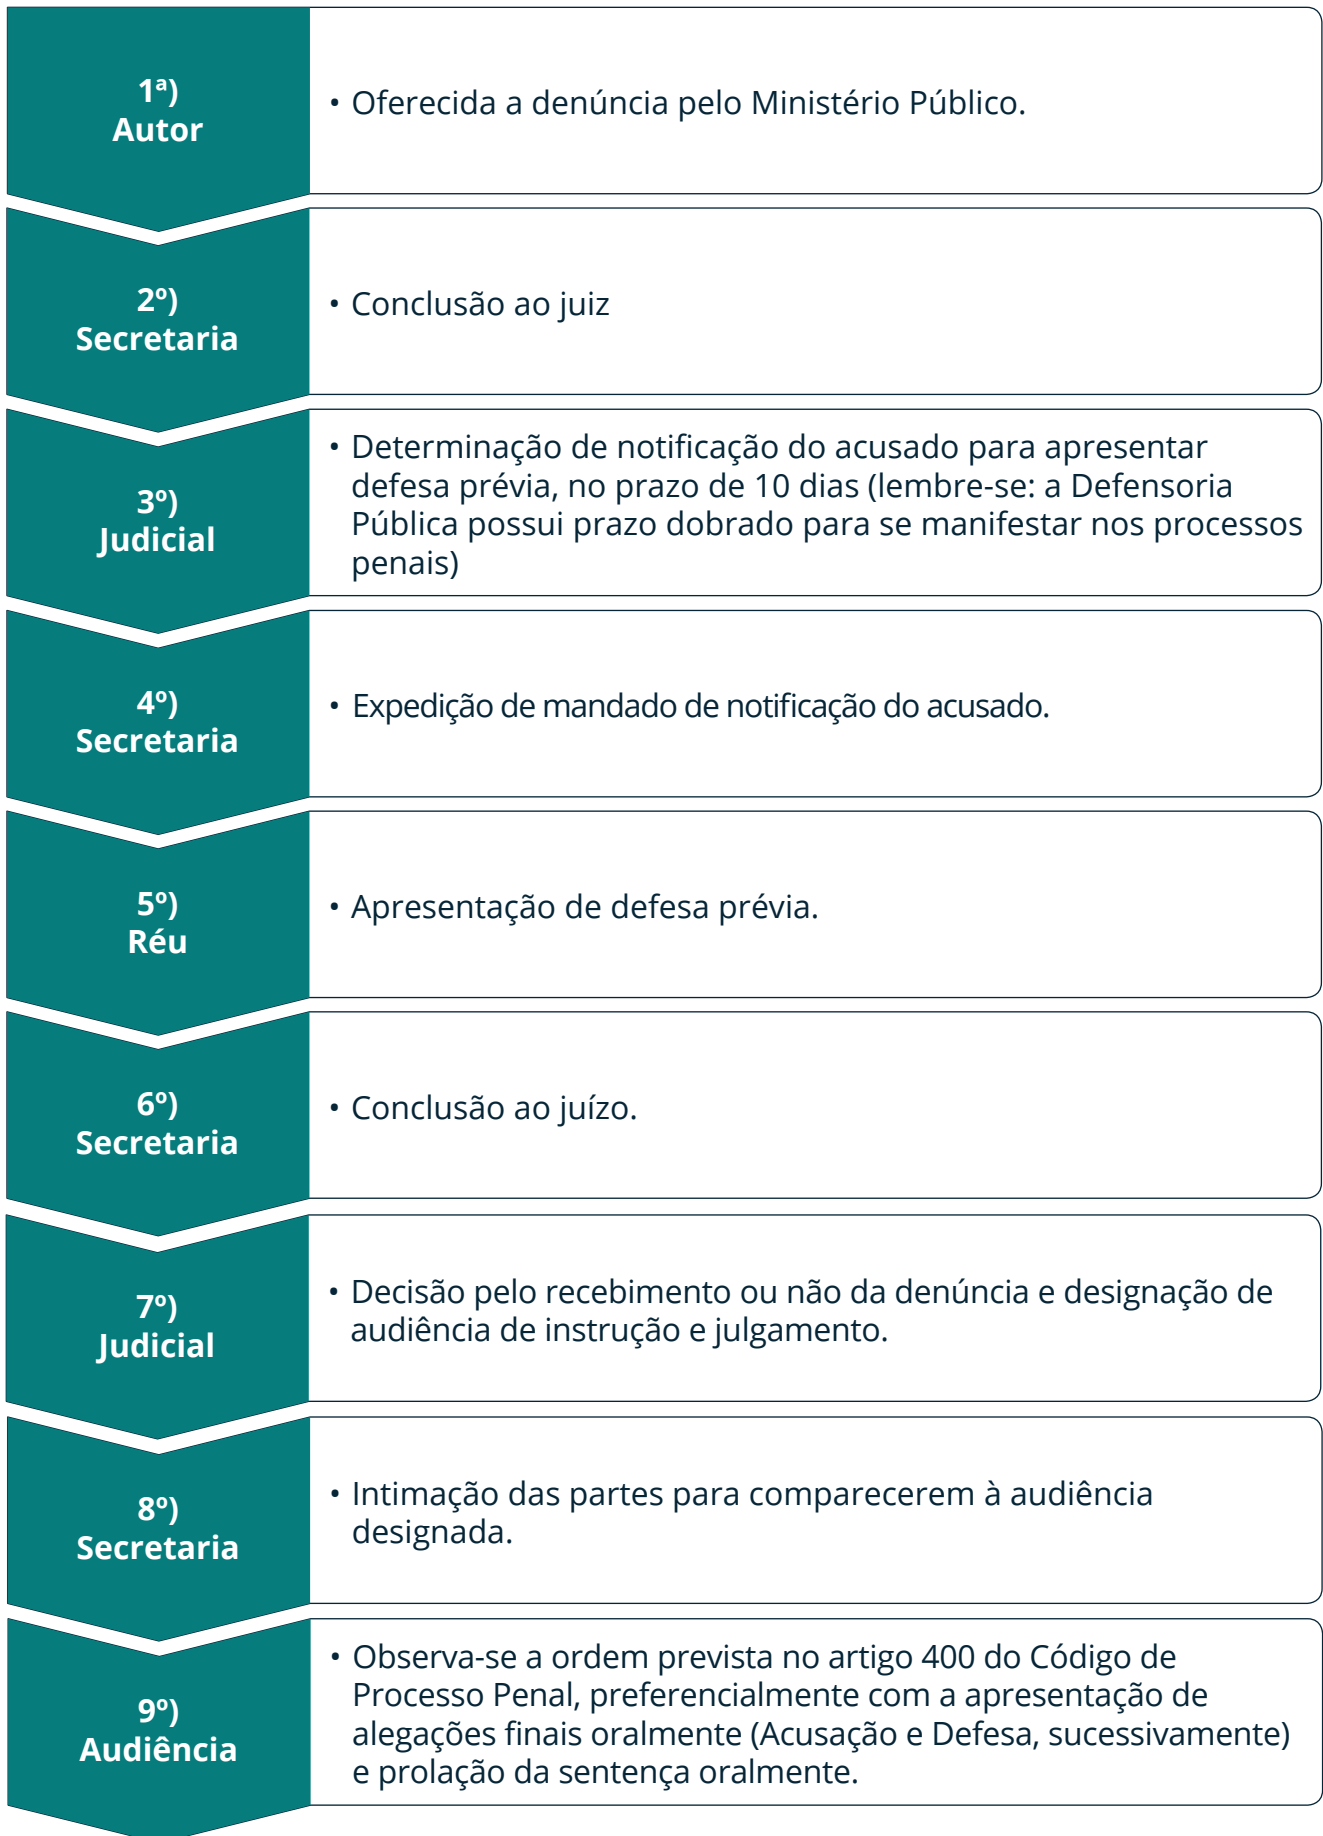 1ª)
Autor
• Oferecida a denúncia pelo Ministério Público.
2º)
Secretaria
• Conclusão ao juiz
3º)
Judicial
• Determinação de notificação do acusado para apresentar
defesa prévia, no prazo de 10 dias (lembre-se: a Defensoria
Pública possui prazo dobrado para se manifestar nos processos
penais)
4º)
Secretaria
• Expedição de mandado de notificação do acusado.
5º)
Réu
• Apresentação de defesa prévia.
6º)
Secretaria
• Conclusão ao juízo.
7º)
Judicial
• Decisão pelo recebimento ou não da denúncia e designação de
audiência de instrução e julgamento.
8º)
Secretaria
• Intimação das partes para comparecerem à audiência
designada.
9º)
Audiência
• Observa-se a ordem prevista no artigo 400 do Código de
Processo Penal, preferencialmente com a apresentação de
alegações finais oralmente (Acusação e Defesa, sucessivamente)
e prolação da sentença oralmente.